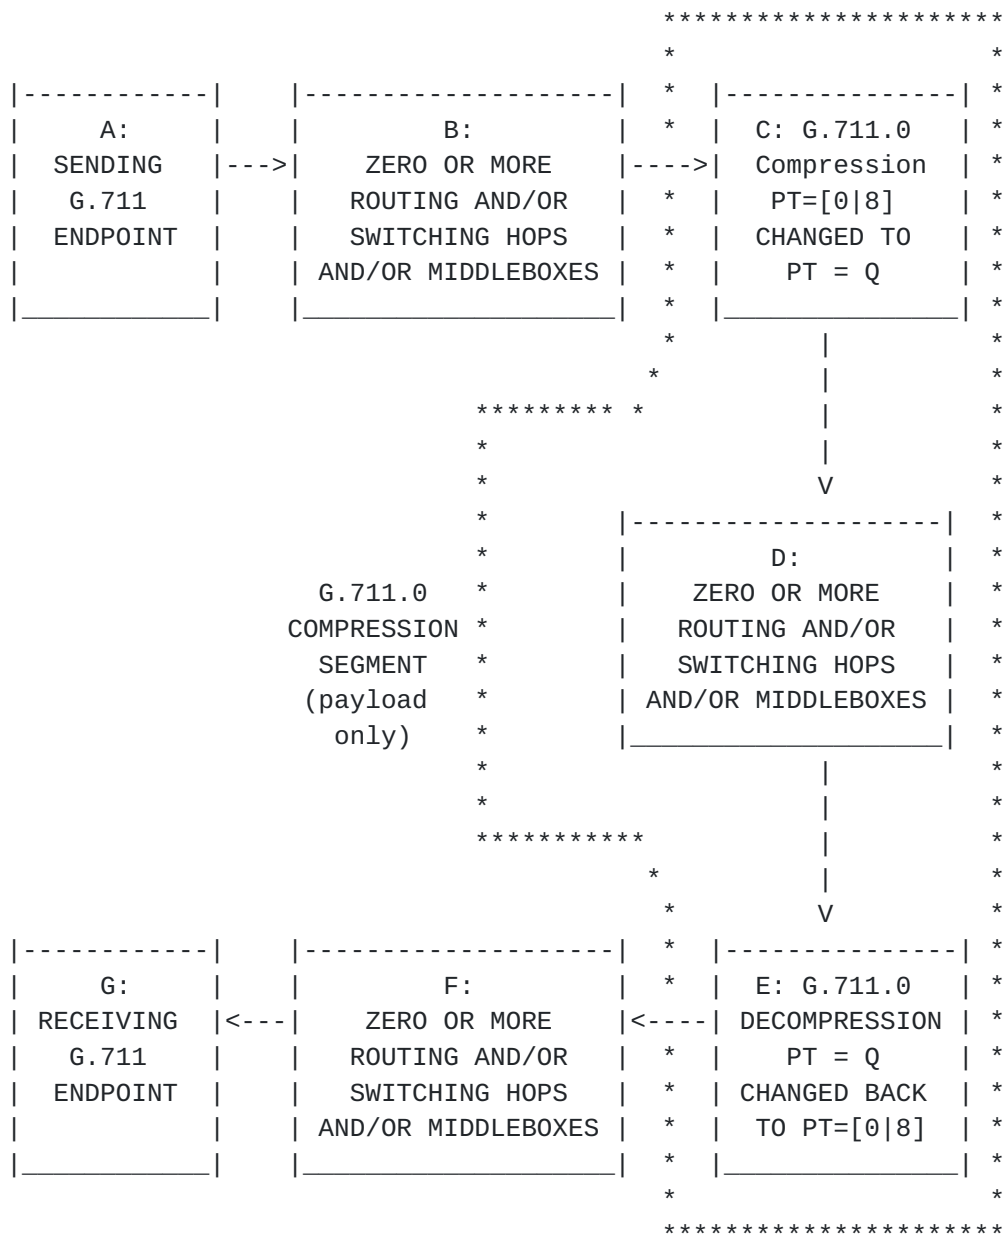 A:
SENDING
G.711
ENDPOINT
B:
ZERO OR MORE
ROUTING AND/OR
SWITCHING HOPS
AND/OR MIDDLEBOXES
C: G.711.0
Compression
PT=[0|8]
CHANGED TO
PT = Q
D:
ZERO OR MORE
ROUTING AND/OR
SWITCHING HOPS
AND/OR MIDDLEBOXES
G.711.0
COMPRESSION
SEGMENT
(payload
only)
G:
RECEIVING
G.711
ENDPOINT
F:
ZERO OR MORE
ROUTING AND/OR
SWITCHING HOPS
AND/OR MIDDLEBOXES
E: G.711.0
DECOMPRESSION
PT = Q
CHANGED BACK
TO PT=[0|8]